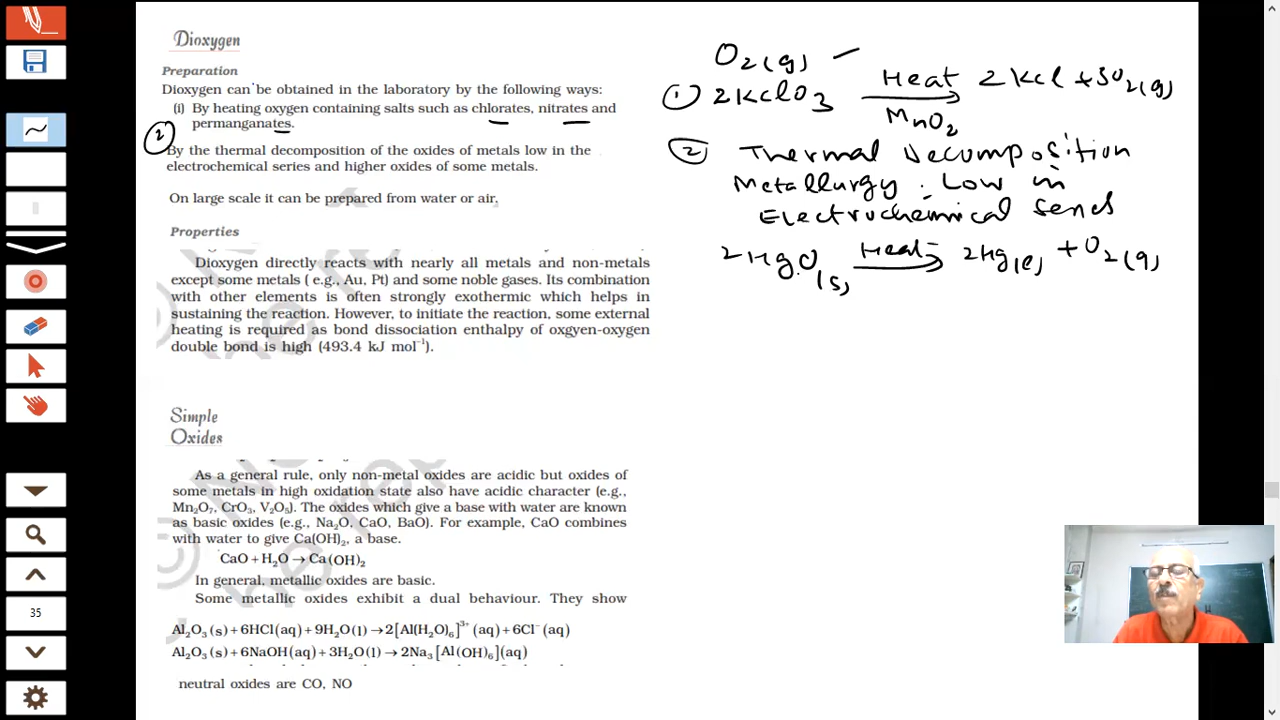 Dioxygen
Preparation
Dioxygen can be obtained in the laboratory by the following ways:
(i) By heating oxygen containing salts such as chlorates, nitrates and
permanganates.
2
By the thermal decomposition of the oxides of metals low in the
electrochemical series and higher oxides of some metals.
On large scale it can be prepared from water or air.
Properties
Dioxygen directly reacts with nearly all metals and non-metals
except some metals ( e.g., Au, Pt) and some noble gases. Its combination
with other elements is often strongly exothermic which helps in
sustaining the reaction. However, to initiate the reaction, some external
heating is required as bond dissociation enthalpy of oxgyen-oxygen
double bond is high (493.4 kJ mol⁻¹).
Simple
Oxides
As a general rule, only non-metal oxides are acidic but oxides of
some metals in high oxidation state also have acidic character (e.g.,
Mn₂O₇, CrO₃, V₂O₅). The oxides which give a base with water are known
as basic oxides (e.g., Na₂O, CaO, BaO). For example, CaO combines
with water to give Ca(OH)₂, a base.
CaO + H₂O → Ca(OH)₂
In general, metallic oxides are basic.
Some metallic oxides exhibit a dual behaviour. They show
Al₂O₃(s) + 6HCl(aq) + 9H₂O(l) → 2[Al(H₂O)₆]³⁺(aq) + 6Cl⁻(aq)
Al₂O₃(s) + 6NaOH(aq) + 3H₂O(l) → 2Na₃[Al(OH)₆](aq)
neutral oxides are CO, NO
O₂(g) –
① 2KClO₃ Heat → MnO₂ 2KCl + 3O₂(g)
② Thermal Decomposition
Metallurgy : Low in
Electrochemical series
2HgO(s) Heat → 2Hg(l) + O₂(g)
35